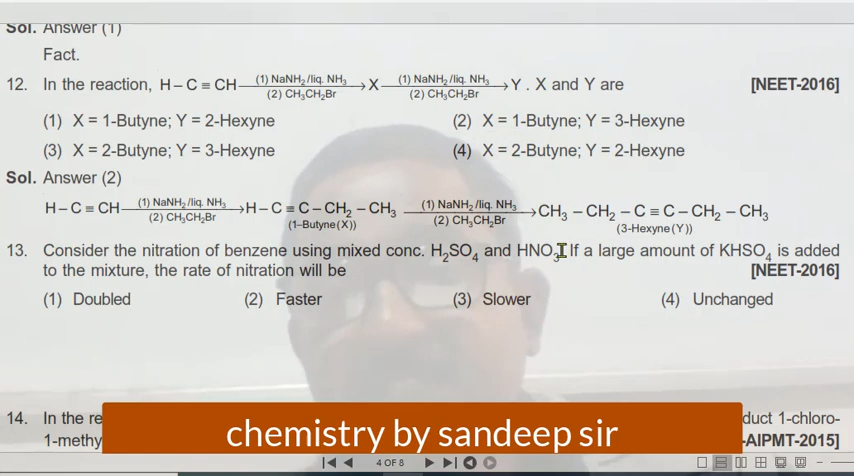 Sol. Answer (1)
Fact.
12. In the reaction, H – C ≡ CH (1) NaNH₂/liq. NH₃ (2) CH₃CH₂Br → X (1) NaNH₂/liq. NH₃ (2) CH₃CH₂Br → Y . X and Y are [NEET-2016]
(1) X = 1-Butyne; Y = 2-Hexyne (2) X = 1-Butyne; Y = 3-Hexyne
(3) X = 2-Butyne; Y = 3-Hexyne (4) X = 2-Butyne; Y = 2-Hexyne
Sol. Answer (2)
H – C ≡ CH (1) NaNH₂/liq. NH₃ (2) CH₃CH₂Br → H – C ≡ C – CH₂ – CH₃ (1) NaNH₂/liq. NH₃ (2) CH₃CH₂Br → CH₃ – CH₂ – C ≡ C – CH₂ – CH₃
(1–Butyne(X)) (3-Hexyne(Y))
13. Consider the nitration of benzene using mixed conc. H₂SO₄ and HNO₃. If a large amount of KHSO₄ is added
to the mixture, the rate of nitration will be [NEET-2016]
(1) Doubled (2) Faster (3) Slower (4) Unchanged
14. In the re duct 1-chloro-
1-methy -AIPMT-2015]
chemistry by sandeep sir
4 OF 8